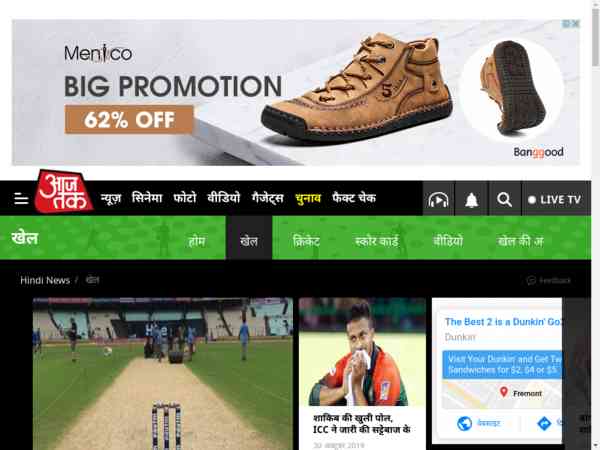 Menico
BIG PROMOTION
62% OFF
Banggood
आज तक
न्यूज़ सिनेमा फोटो वीडियो गैजेट्स चुनाव फैक्ट चेक
LIVE TV
खेल
होम खेल क्रिकेट स्कोर कार्ड वीडियो खेल की अ
Hindi News / खेल
Feedback
The Best 2 is a Dunkin' Go2
Dunkin'
Visit Your Dunkin' and Get Tw
Sandwiches for $2, $4 or $5
Fremont
वेबसाइट
शाकिब की खुली पोल,
ICC ने जारी की सट्टेबाज के
30 अक्टूबर 2019